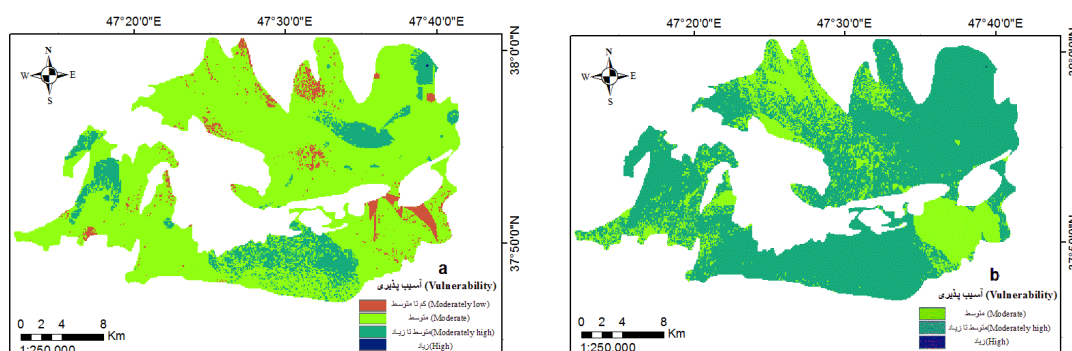 47°20'0"E 47°30'0"E 47°40'0"E
38°0'0"N
37°50'0"N
N
W E
S
a
آسیب پذیری (Vulnerability)
کم تا متوسط (Moderately low)
متوسط (Moderate)
متوسط تا زیاد (Moderately high)
زیاد (High)
0 2 4 8
Km
1:250,000
47°20'0"E 47°30'0"E 47°40'0"E
N
W E
S
b
آسیب پذیری (Vulnerability)
متوسط (Moderate)
متوسط تا زیاد (Moderately high)
زیاد (High)
0 2 4 8
Km
1:250,000